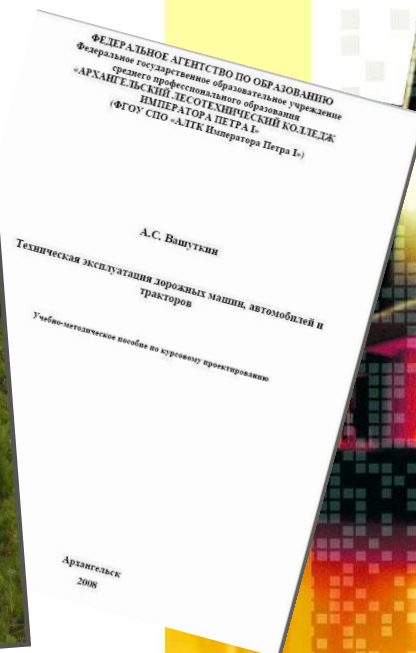 ФЕДЕРАЛЬНОЕ АГЕНТСТВО ПО ОБРАЗОВАНИЮ
Федеральное государственное образовательное учреждение
среднего профессионального образования
«АРХАНГЕЛЬСКИЙ ЛЕСОТЕХНИЧЕСКИЙ КОЛЛЕДЖ
ИМПЕРАТОРА ПЕТРА I»
(ФГОУ СПО «АЛТК Императора Петра I»)
А.С. Вашуткин
Техническая эксплуатация дорожных машин, автомобилей и
тракторов
Учебно-методическое пособие по курсовому проектированию
Архангельск
2008